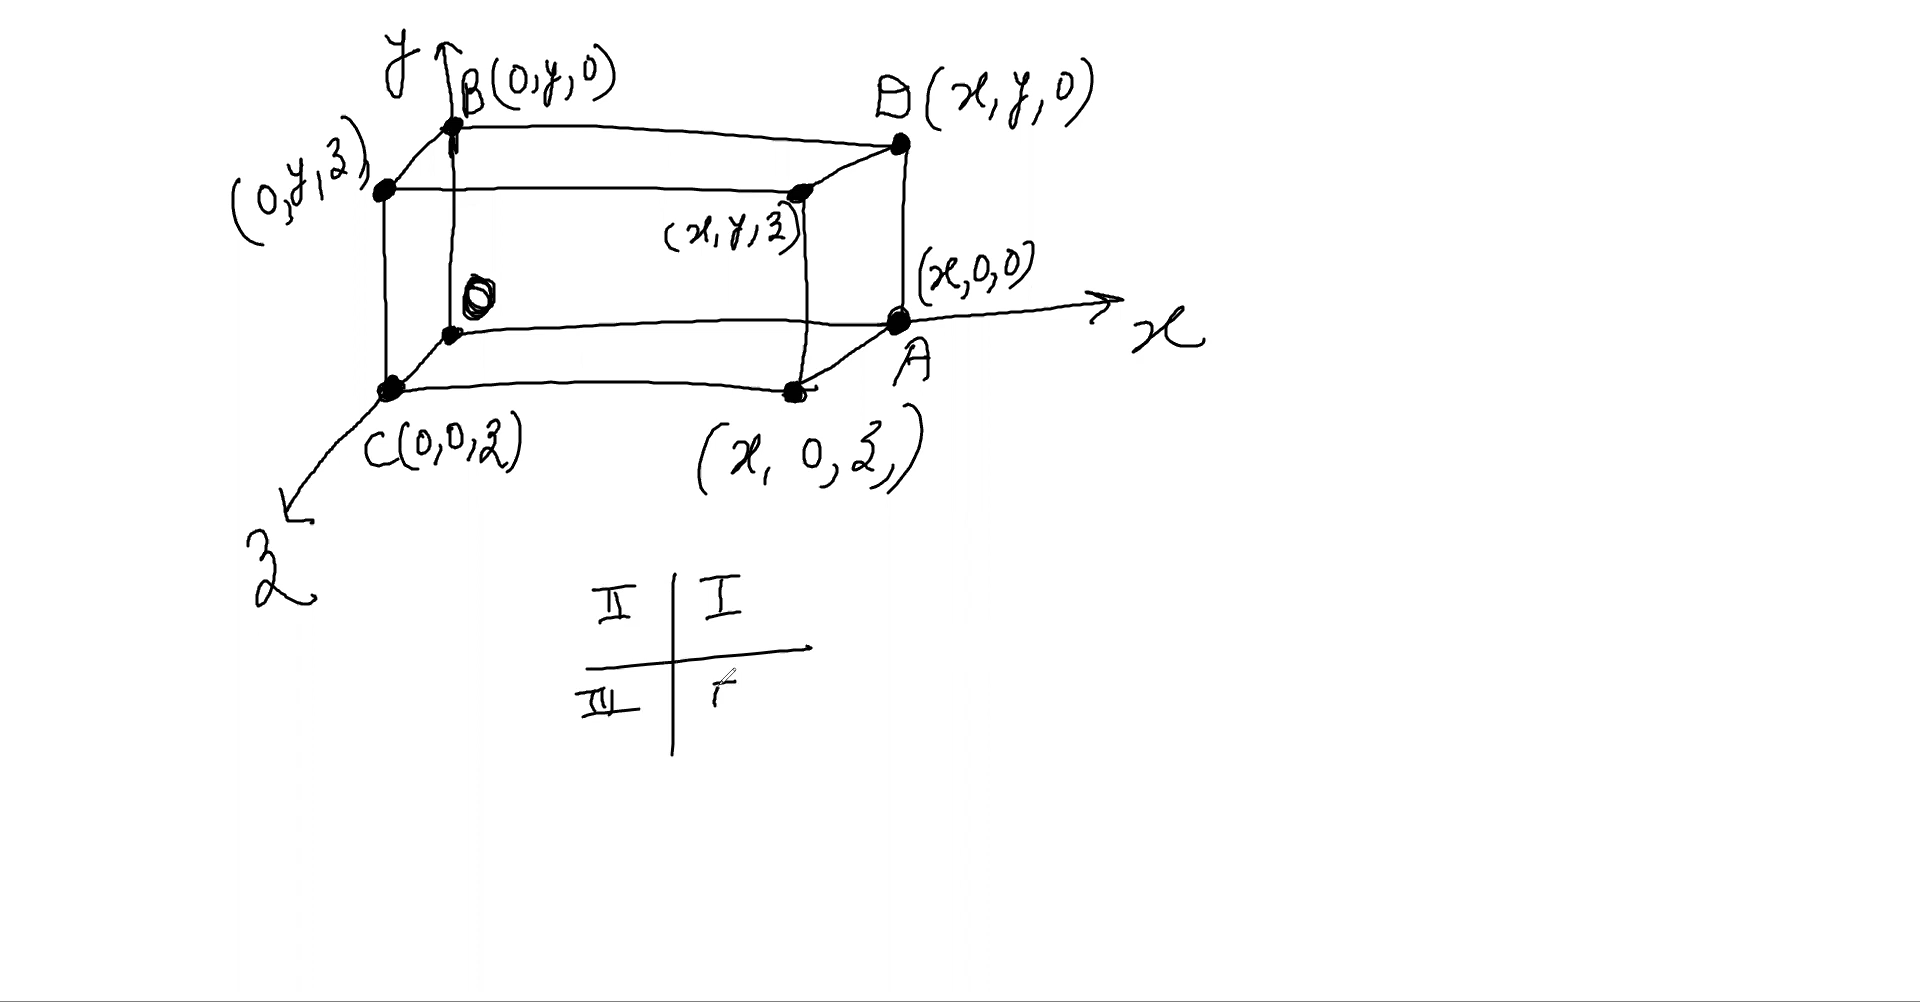 y
B(0,y,0)
D(x,y,0)
(0,y,z)
(x,y,z)
(x,0,0)
O
x
A
C(0,0,z)
(x, 0, z,)
z
II I
III